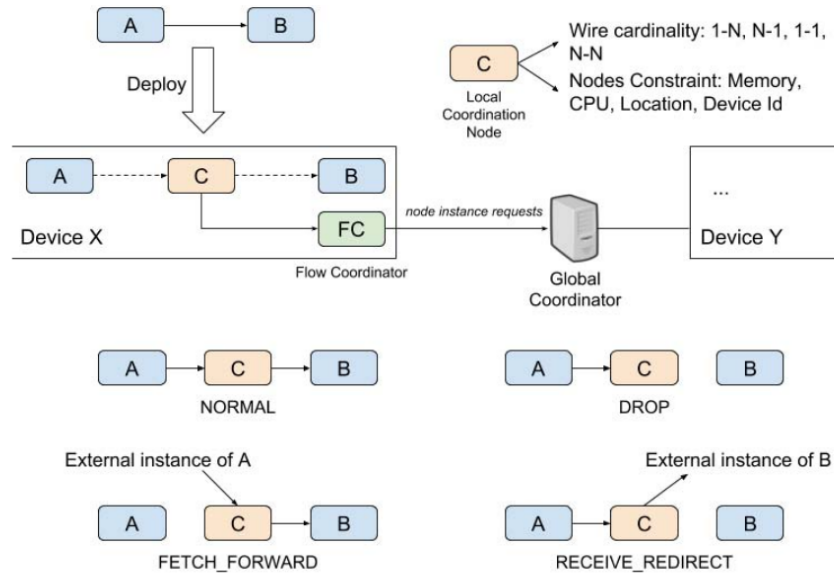 A
B
Deploy
C
Local
Coordination
Node
Wire cardinality: 1-N, N-1, 1-1,
N-N
Nodes Constraint: Memory,
CPU, Location, Device Id
A
C
B
FC
Device X
Flow Coordinator
node instance requests
Global
Coordinator
...
Device Y
A
C
B
NORMAL
A
C
B
DROP
External instance of A
A
C
B
FETCH_FORWARD
External instance of B
A
C
B
RECEIVE_REDIRECT